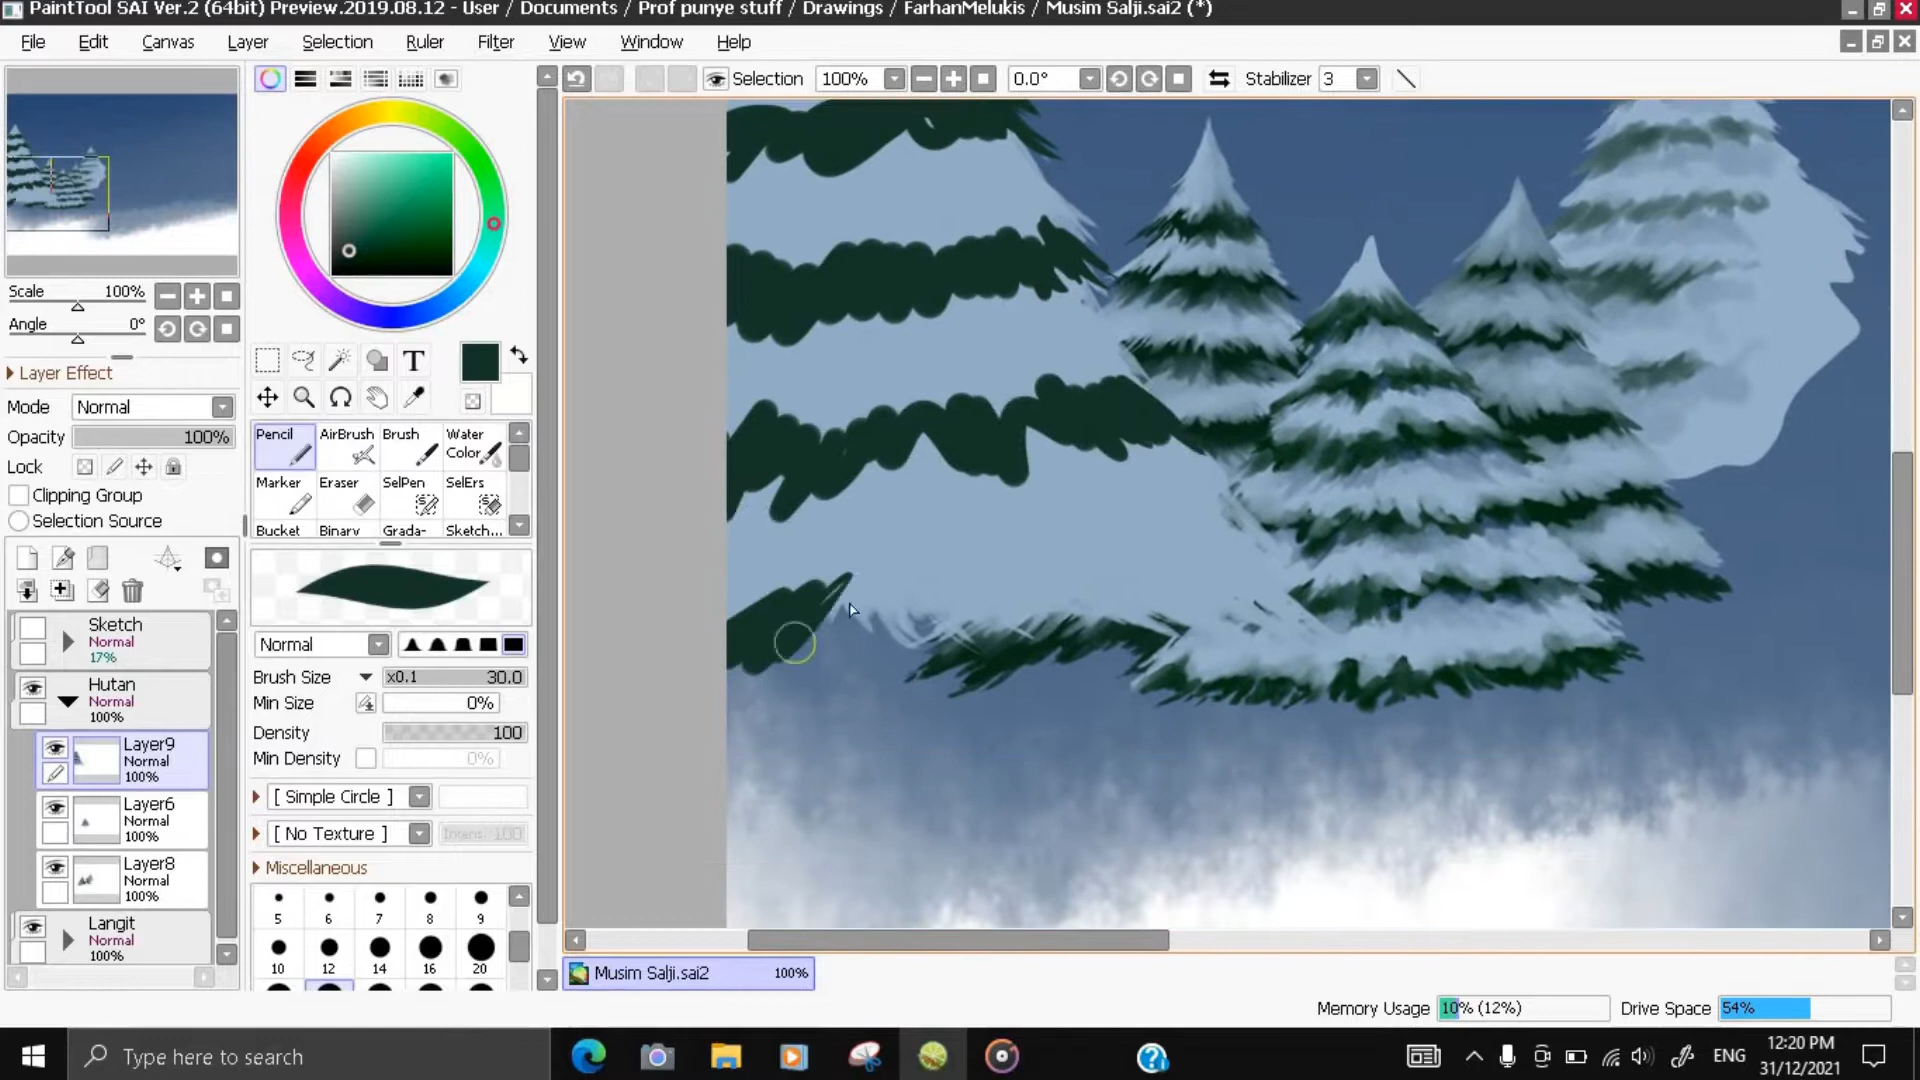 PaintTool SAI Ver.2 (64bit) Preview.2019.08.12 - User / Documents / Prof punye stuff / Drawings / FarhanMelukis / Musim Salji.sai2 (*)
File Edit Canvas Layer Selection Ruler Filter View Window Help
Selection 100% 0.0° Stabilizer 3
Scale 100%
Angle 0°
Layer Effect
Mode Normal
Opacity 100%
Lock
Clipping Group
Selection Source
T
Pencil AirBrush Brush Water Color
Marker Eraser SelPen SelErs
Bucket Binary Grada- Sketch...
Normal
Brush Size x0.1 30.0
Min Size 0%
Density 100
Min Density 0%
[ Simple Circle ]
[ No Texture ] Intens. 100
Miscellaneous
5 6 7 8 9
10 12 14 16 20
Sketch
Normal
17%
Hutan
Normal
100%
Layer9
Normal
100%
Layer6
Normal
100%
Layer8
Normal
100%
Langit
Normal
100%
Musim Salji.sai2 100%
Memory Usage 10% (12%) Drive Space 54%
Type here to search
ENG
12:20 PM
31/12/2021